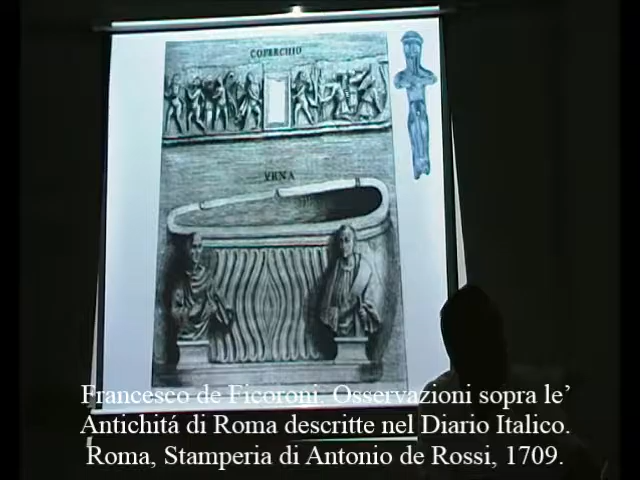 COPERCHIO
VRNA
Francesco de Ficoroni. Osservazioni sopra le’
Antichitá di Roma descritte nel Diario Italico.
Roma, Stamperia di Antonio de Rossi, 1709.